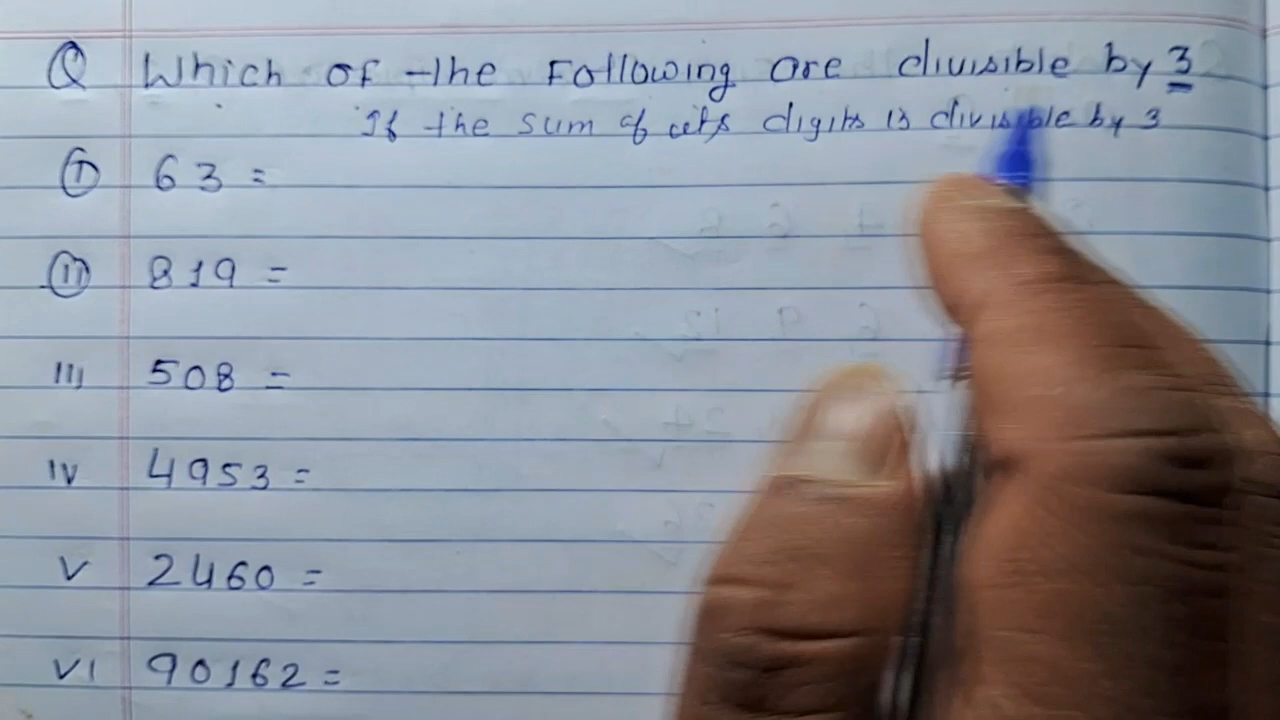 Q Which of the Following are divisible by 3
If the sum of its digits is divisible by 3
I 63 =
II 819 =
III 508 =
IV 4953 =
V 2460 =
VI 90162 =